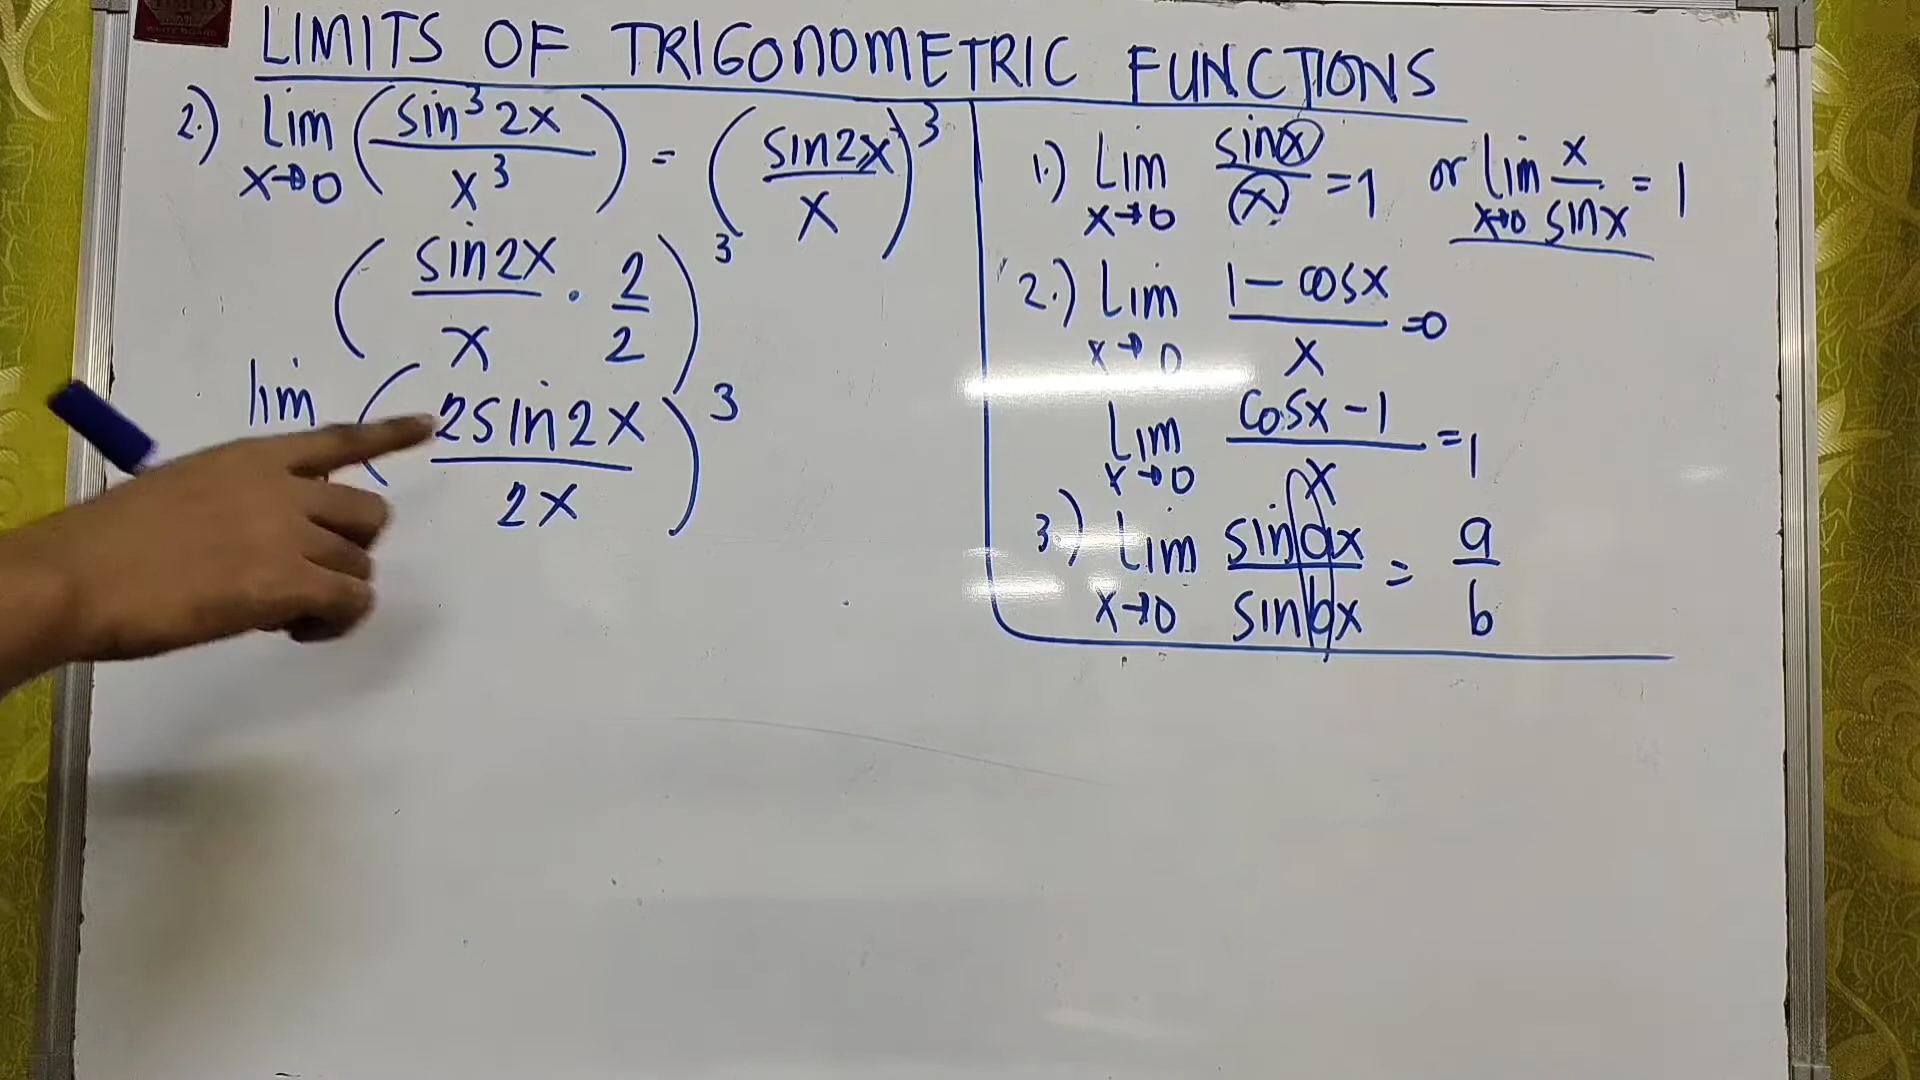 LIMITS OF TRIGONOMETRIC FUNCTIONS
2.) Lim x→0 (sin³2x / x³) = (sin2x / x)³
(sin2x / x · 2 / 2)³
lim (2sin2x / 2x)³
1.) Lim x→0 sinx / x = 1 or lim x→0 x / sinx = 1
2.) Lim x→0 1 - cosx / x = 0
Lim x→0 cosx - 1 / x = 1
3.) Lim x→0 sin ax / sin bx = a / b
WHITE BOARD